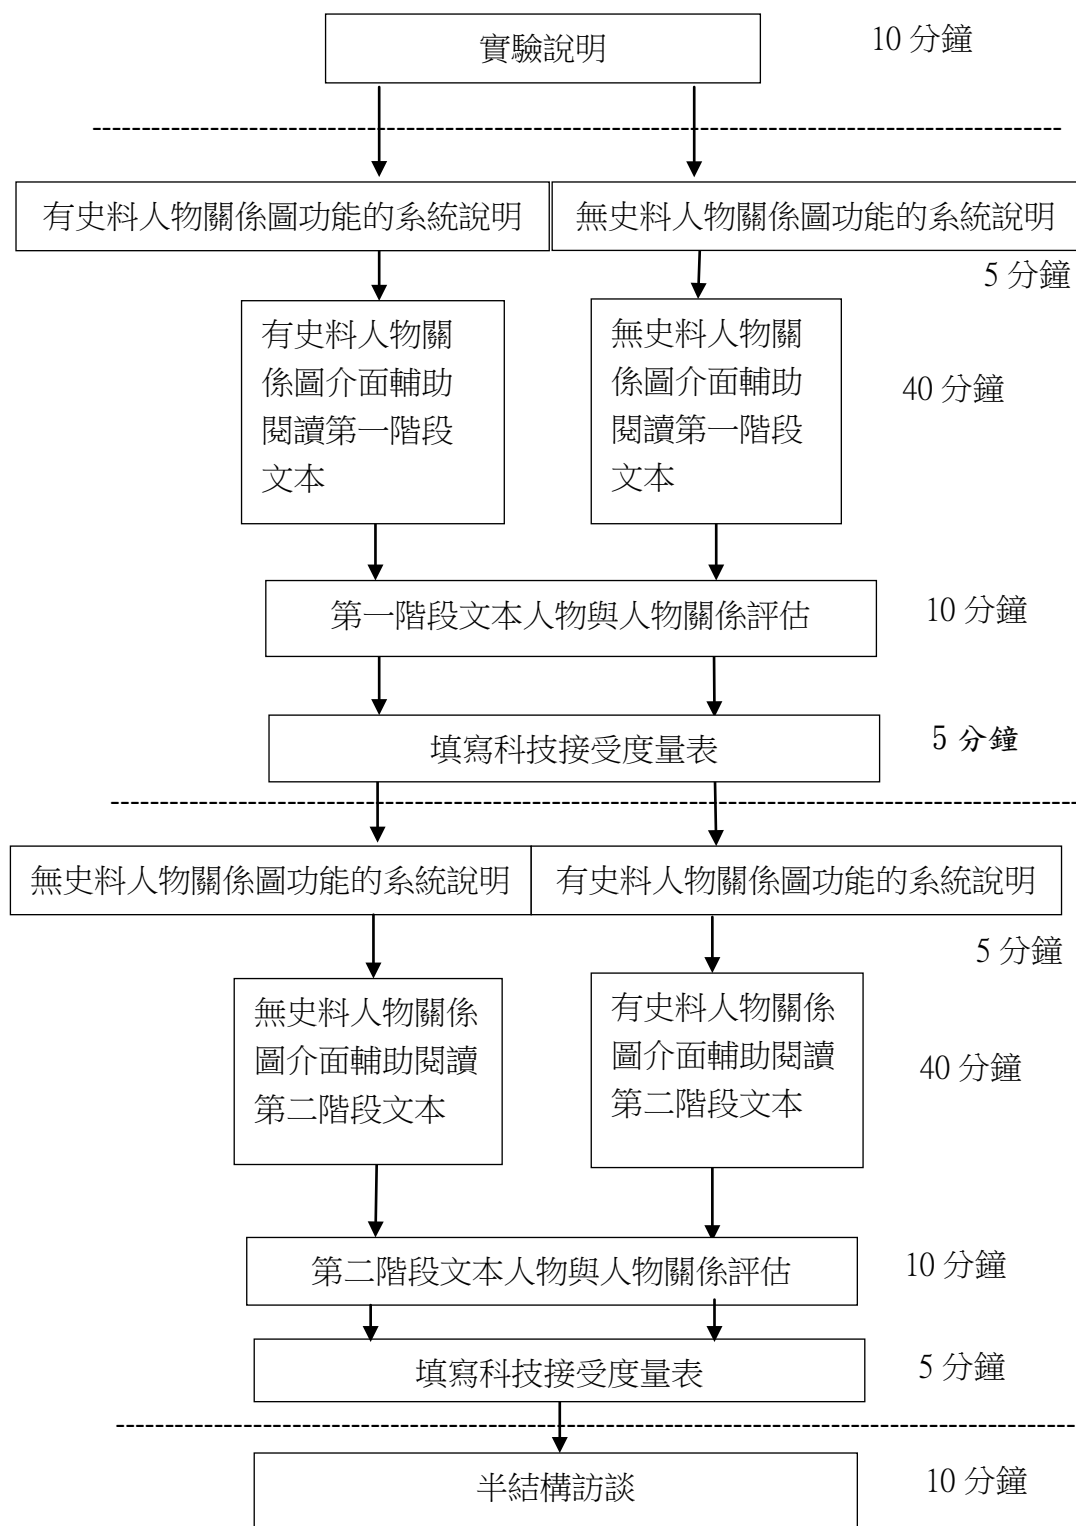 實驗說明
10 分鐘
有史料人物關係圖功能的系統說明
無史料人物關係圖功能的系統說明
5 分鐘
有史料人物關
係圖介面輔助
閱讀第一階段
文本
無史料人物關
係圖介面輔助
閱讀第一階段
文本
40 分鐘
第一階段文本人物與人物關係評估
10 分鐘
填寫科技接受度量表
5 分鐘
無史料人物關係圖功能的系統說明
有史料人物關係圖功能的系統說明
5 分鐘
無史料人物關係
圖介面輔助閱讀
第二階段文本
有史料人物關係
圖介面輔助閱讀
第二階段文本
40 分鐘
第二階段文本人物與人物關係評估
10 分鐘
填寫科技接受度量表
5 分鐘
半結構訪談
10 分鐘